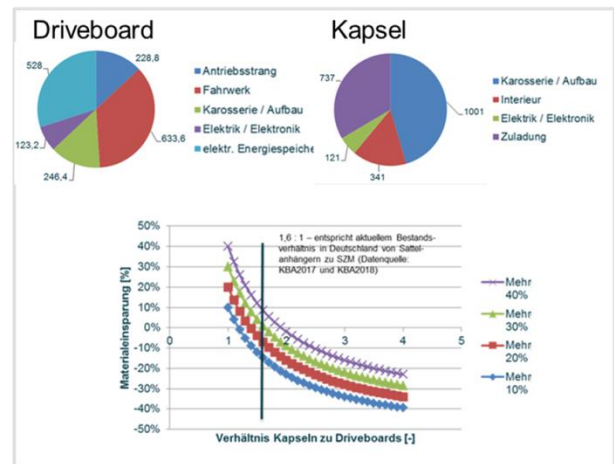 Driveboard
528
228,8
633,6
246,4
123,2
Antriebsstrang
Fahrwerk
Karosserie / Aufbau
Elektrik / Elektronik
elektr. Energiespeiche
Kapsel
737
1001
341
121
Karosserie / Aufbau
Interieur
Elektrik / Elektronik
Zuladung
50%
40%
30%
20%
10%
0%
-10%
-20%
-30%
-40%
-50%
Materialeinsparung [%]
0
1
2
3
4
5
Verhältnis Kapseln zu Driveboards [-]
1,6 : 1 – entspricht aktuellem Bestands-
verhältnis in Deutschland von Sattel-
anhängern zu SZM (Datenquelle:
KBA2017 und KBA2018)
Mehr
40%
Mehr
30%
Mehr
20%
Mehr
10%